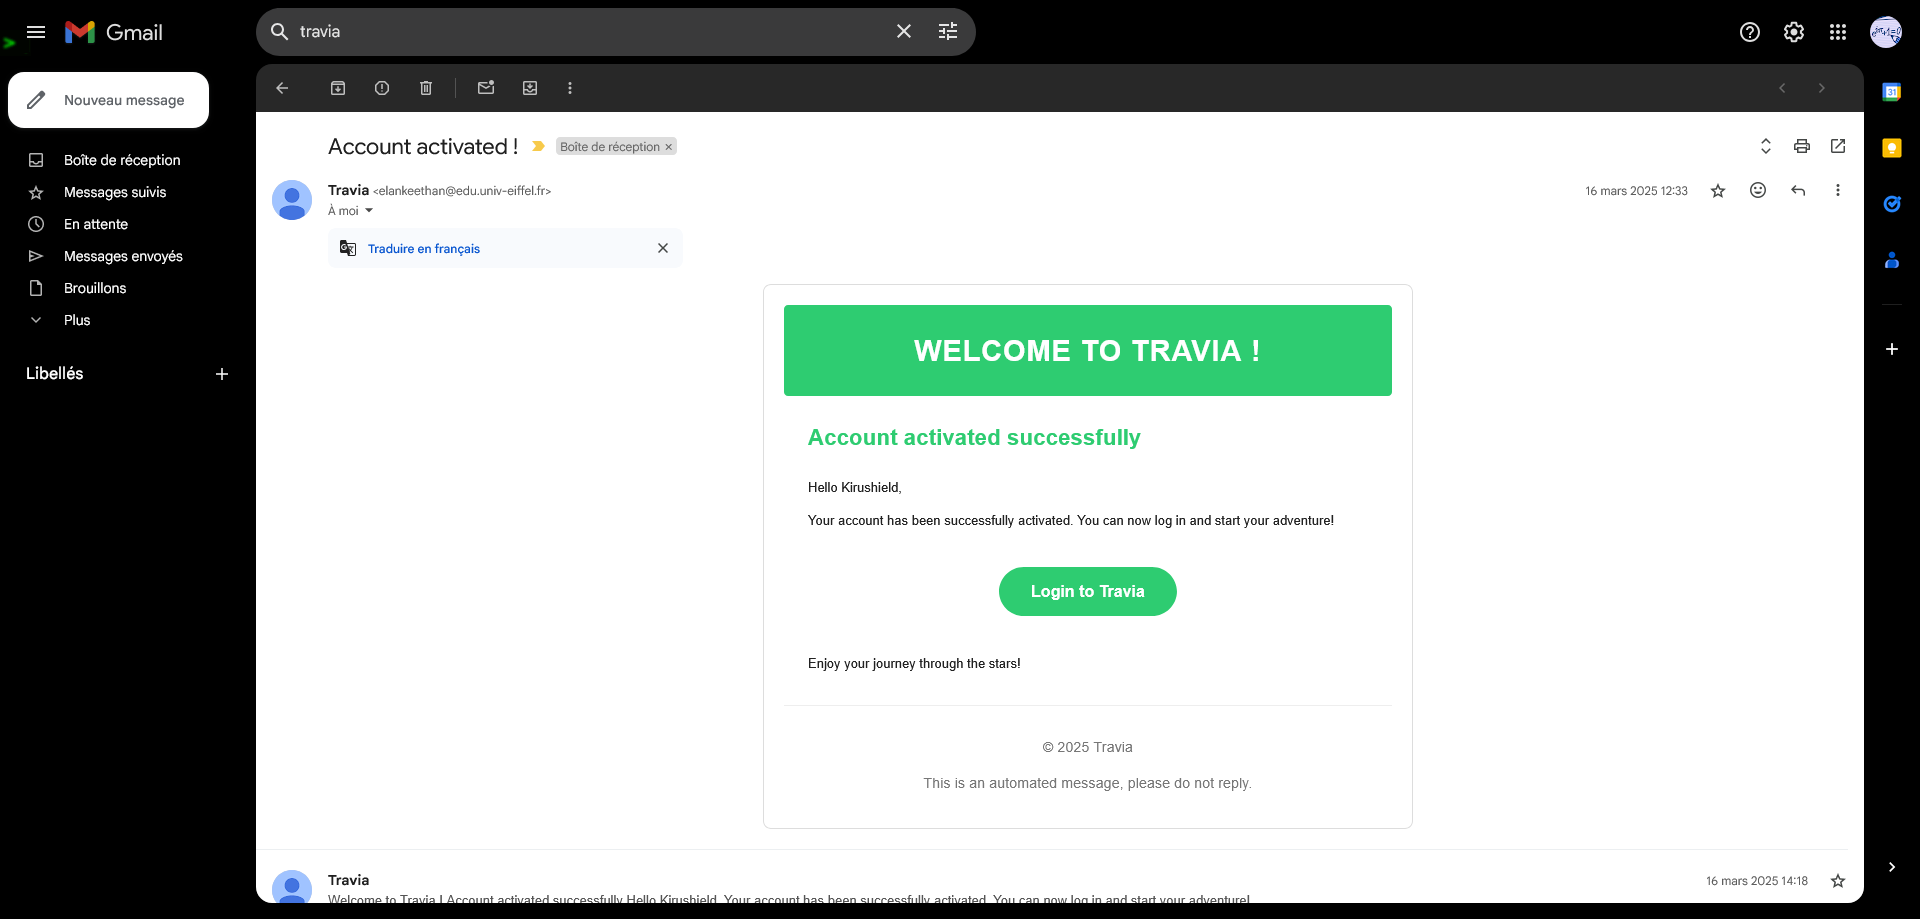 Gmail
travia
Nouveau message
Boîte de réception
Messages suivis
En attente
Messages envoyés
Brouillons
Plus
Libellés
Account activated !
Boîte de réception ×
Travia <elankeethan@edu.univ-eiffel.fr>
16 mars 2025 12:33
À moi
Traduire en français
WELCOME TO TRAVIA !
Account activated successfully
Hello Kirushield,
Your account has been successfully activated. You can now log in and start your adventure!
Login to Travia
Enjoy your journey through the stars!
© 2025 Travia
This is an automated message, please do not reply.
Travia
16 mars 2025 14:18
Welcome to Travia ! Account activated successfully Hello Kirushield, Your account has been successfully activated. You can now log in and start your adventure!
31